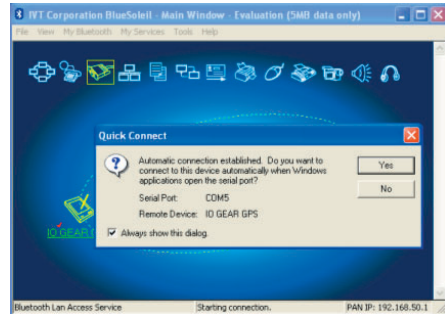 IVT Corporation BlueSoleil - Main Window - Evaluation (5MB data only)
File View My Bluetooth My Services Tools Help
Quick Connect
Automatic connection established. Do you want to
connect to this device automatically when Windows
applications open the serial port?
Serial Port: COM5
Remote Device: IO GEAR GPS
Yes
No
Always show this dialog.
IO GEAR
Bluetooth Lan Access Service Starting connection. PAN IP: 192.168.50.1